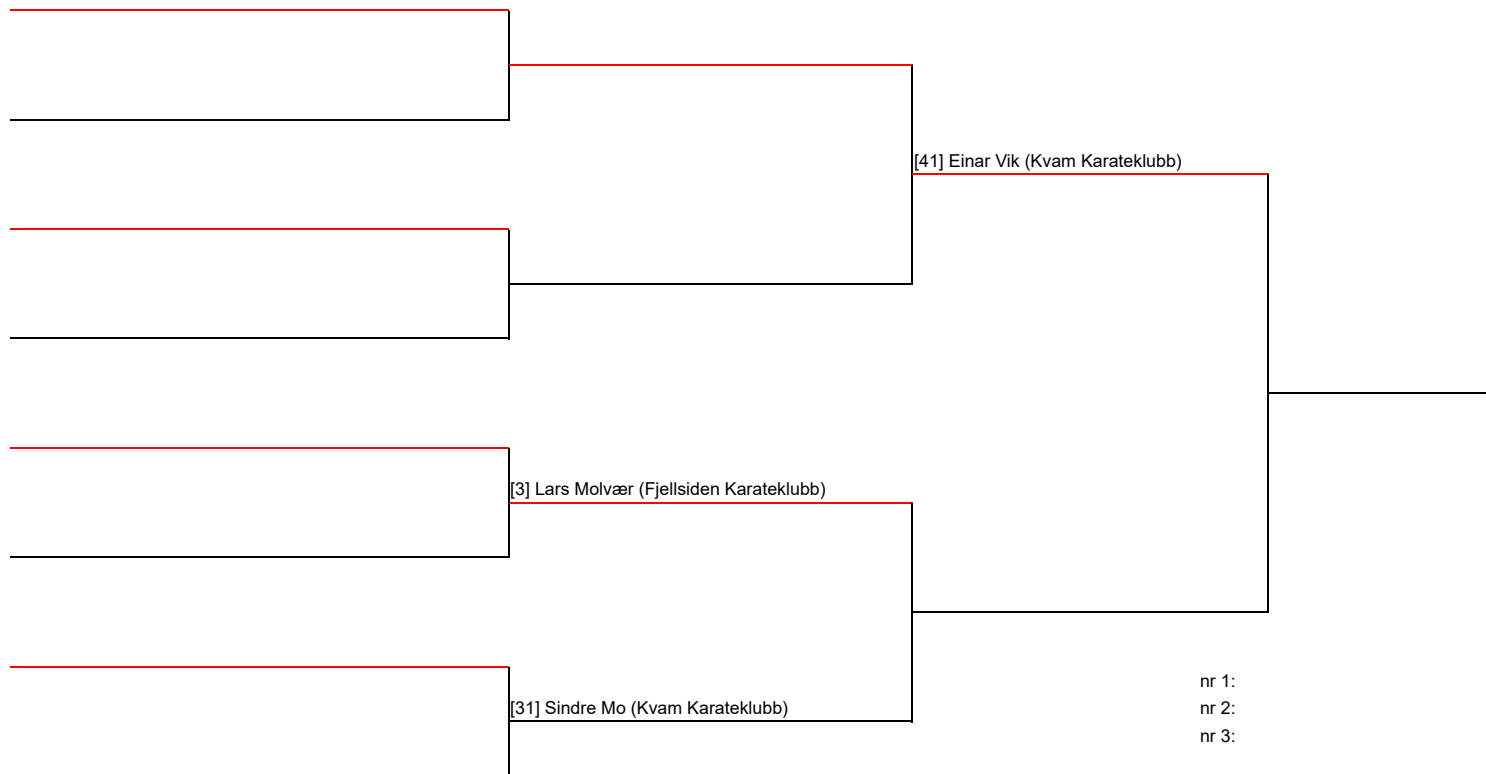 [41] Einar Vik (Kvam Karateklubb)
[3] Lars Molvær (Fjellsiden Karateklubb)
[31] Sindre Mo (Kvam Karateklubb)
nr 1:
nr 2:
nr 3: